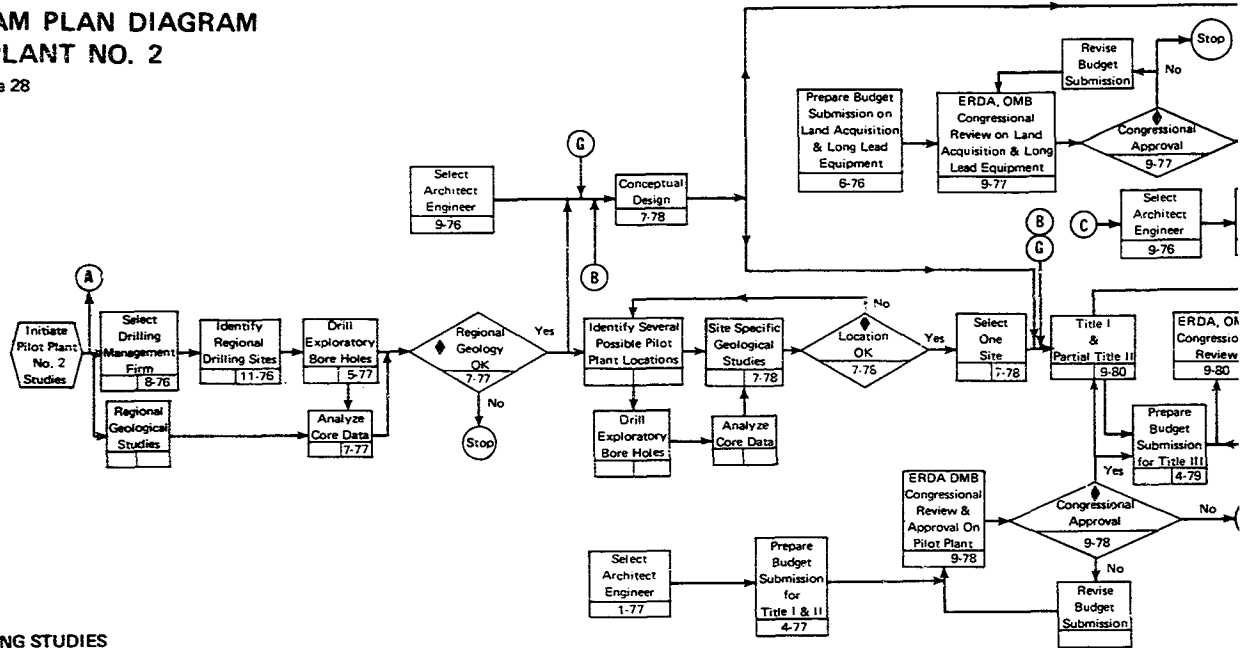 AM PLAN DIAGRAM
PLANT NO. 2
e 28
Stop
Revise
Budget
Submission
No
Prepare Budget
Submission on
Land Acquisition
& Long Lead
Equipment
6-76
ERDA, OMB
Congressional
Review on Land
Acquisition & Long
Lead Equipment
9-77
Congressional
Approval
9-77
G
Select
Architect
Engineer
9-76
Conceptual
Design
7-78
B
B
G
C
Select
Architect
Engineer
9-76
A
Initiate
Pilot Plant
No. 2
Studies
Select
Drilling
Management
Firm
8-76
Identify
Regional
Drilling Sites
11-76
Drill
Exploratory
Bore Holes
5-77
Regional
Geology
OK
7-77
Yes
No
Stop
Regional
Geological
Studies
Analyze
Core Data
7-77
Identify Several
Possible Pilot
Plant Locations
Site Specific
Geological
Studies
7-78
No
Location
OK
7-76
Yes
Select
One
Site
7-78
Title I
&
Partial Title II
9-80
ERDA, OM
Congressio
Review
9-80
Drill
Exploratory
Bore Holes
Analyze
Core Data
Prepare
Budget
Submission
for Title III
4-79
Yes
ERDA DMB
Congressional
Review &
Approval On
Pilot Plant
9-78
Congressional
Approval
9-78
No
No
Select
Architect
Engineer
1-77
Prepare
Budget
Submission
for
Title I & II
4-77
Revise
Budget
Submission
NG STUDIES